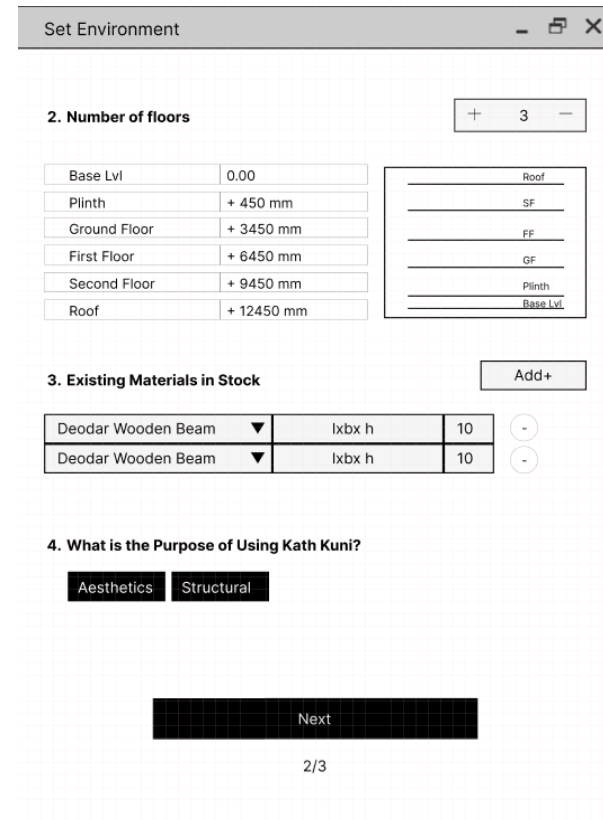 Set Environment
2. Number of floors
+ 3 −
Base Lvl 0.00
Plinth + 450 mm
Ground Floor + 3450 mm
First Floor + 6450 mm
Second Floor + 9450 mm
Roof + 12450 mm
Roof
SF
FF
GF
Plinth
Base Lvl
3. Existing Materials in Stock
Add+
Deodar Wooden Beam ▼ lxbx h 10 -
Deodar Wooden Beam ▼ lxbx h 10 -
4. What is the Purpose of Using Kath Kuni?
Aesthetics Structural
Next
2/3